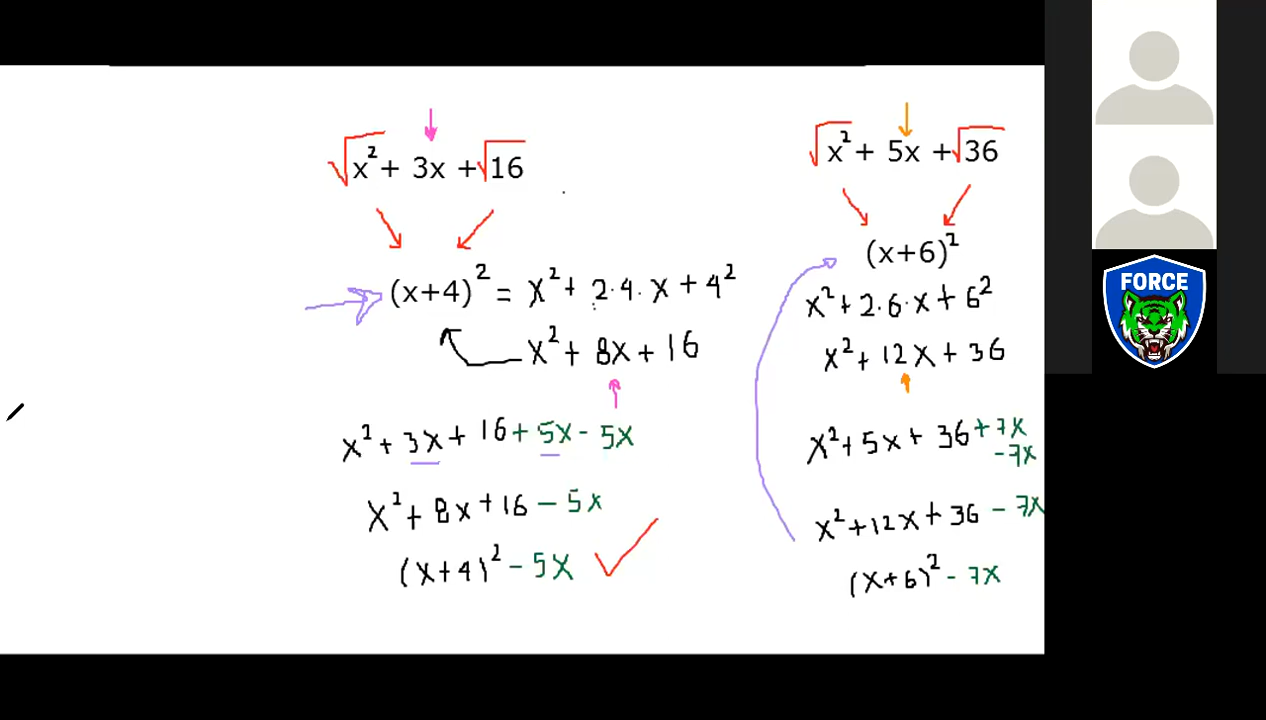 √x² + 3x + √16
(x+4)² = x² + 2·4·x + 4²
x² + 8x + 16
x² + 3x + 16 + 5x - 5x
x² + 8x + 16 - 5x
(x+4)² - 5x
√x² + 5x + √36
(x+6)²
x² + 2·6·x + 6²
x² + 12x + 36
x² + 5x + 36 + 7x
- 7x
x² + 12x + 36 - 7x
(x+6)² - 7x
FORCE